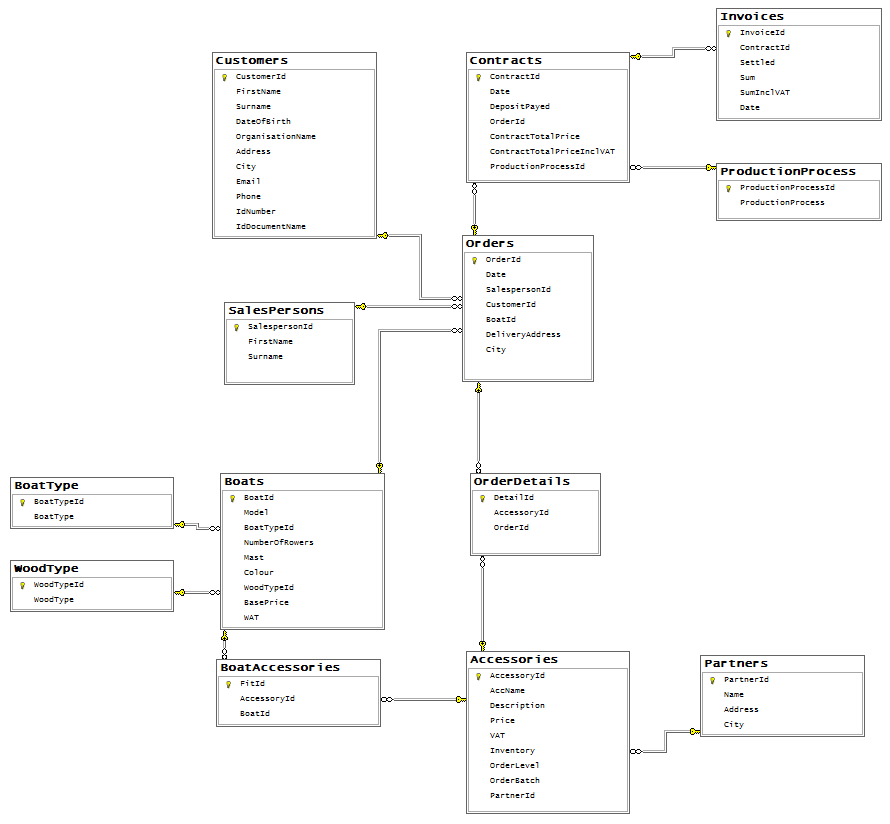 Invoices
InvoiceId
ContractId
Settled
Sum
SumInclVAT
Date
Customers
CustomerId
FirstName
Surname
DateOfBirth
OrganisationName
Address
City
Email
Phone
IdNumber
IdDocumentName
Contracts
ContractId
Date
DepositPayed
OrderId
ContractTotalPrice
ContractTotalPriceInclVAT
ProductionProcessId
ProductionProcess
ProductionProcessId
ProductionProcess
Orders
OrderId
Date
SalespersonId
CustomerId
BoatId
DeliveryAddress
City
SalesPersons
SalespersonId
FirstName
Surname
BoatType
BoatTypeId
BoatType
WoodType
WoodTypeId
WoodType
Boats
BoatId
Model
BoatTypeId
NumberOfRowers
Mast
Colour
WoodTypeId
BasePrice
WAT
OrderDetails
DetailId
AccessoryId
OrderId
BoatAccessories
FitId
AccessoryId
BoatId
Accessories
AccessoryId
AccName
Description
Price
VAT
Inventory
OrderLevel
OrderBatch
PartnerId
Partners
PartnerId
Name
Address
City